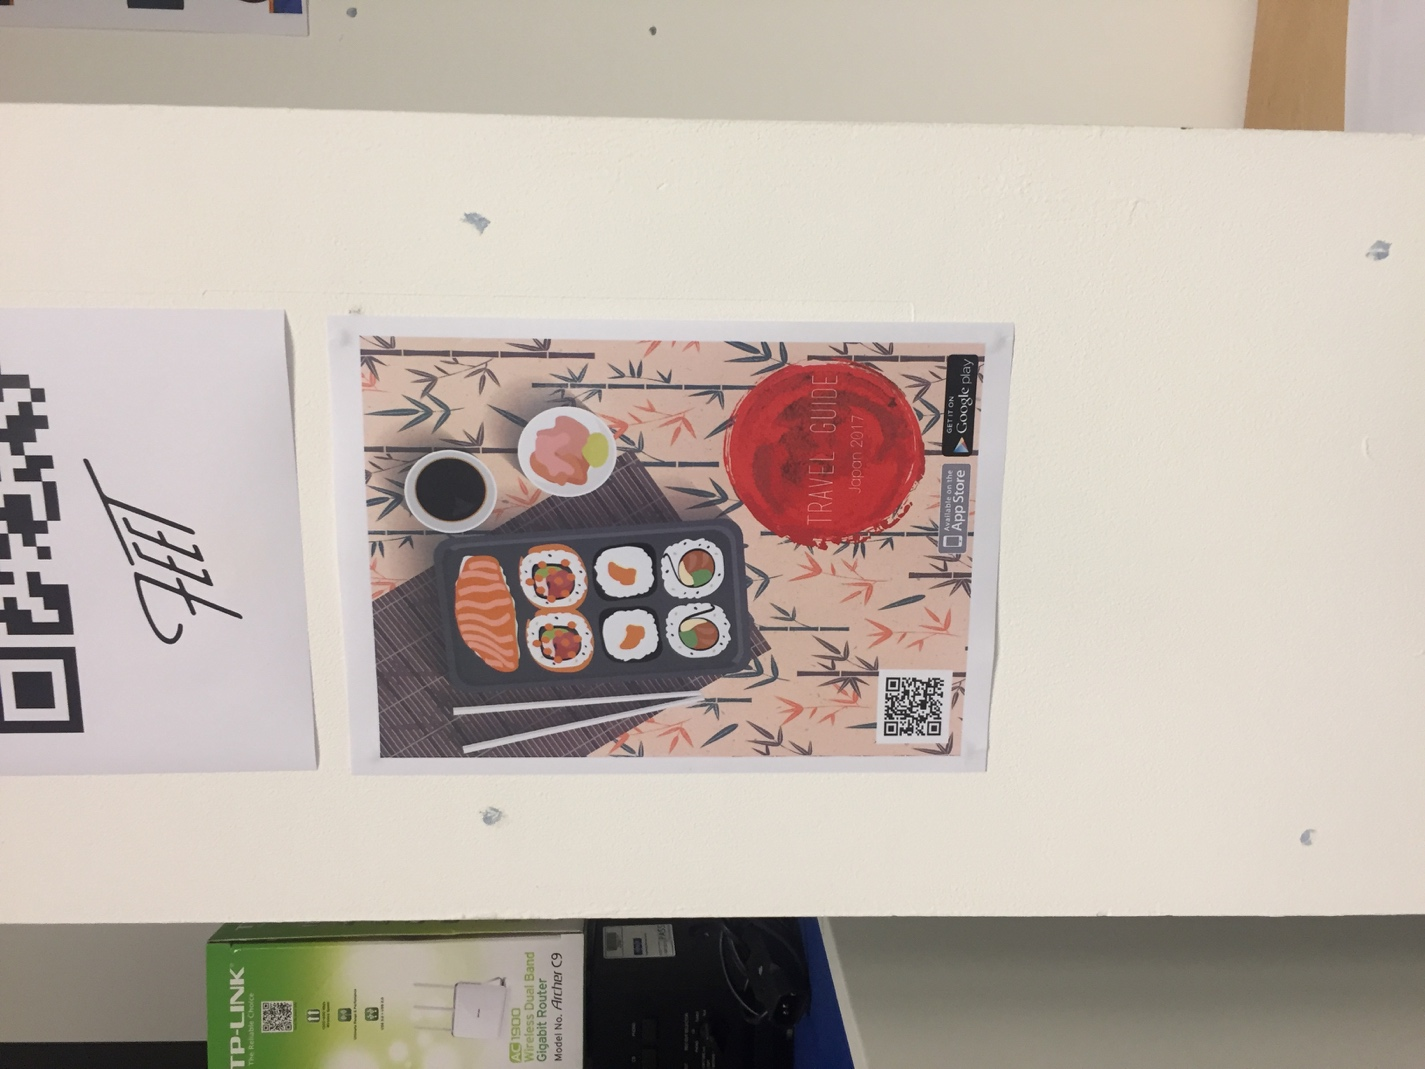 FEET
TRAVEL GUIDE
Japan 2017
Available on the
App Store
GET IT ON
Google play
TP-LINK
The Reliable Choice
AC1900
Wireless Dual Band
Gigabit Router
Model No. Archer C9